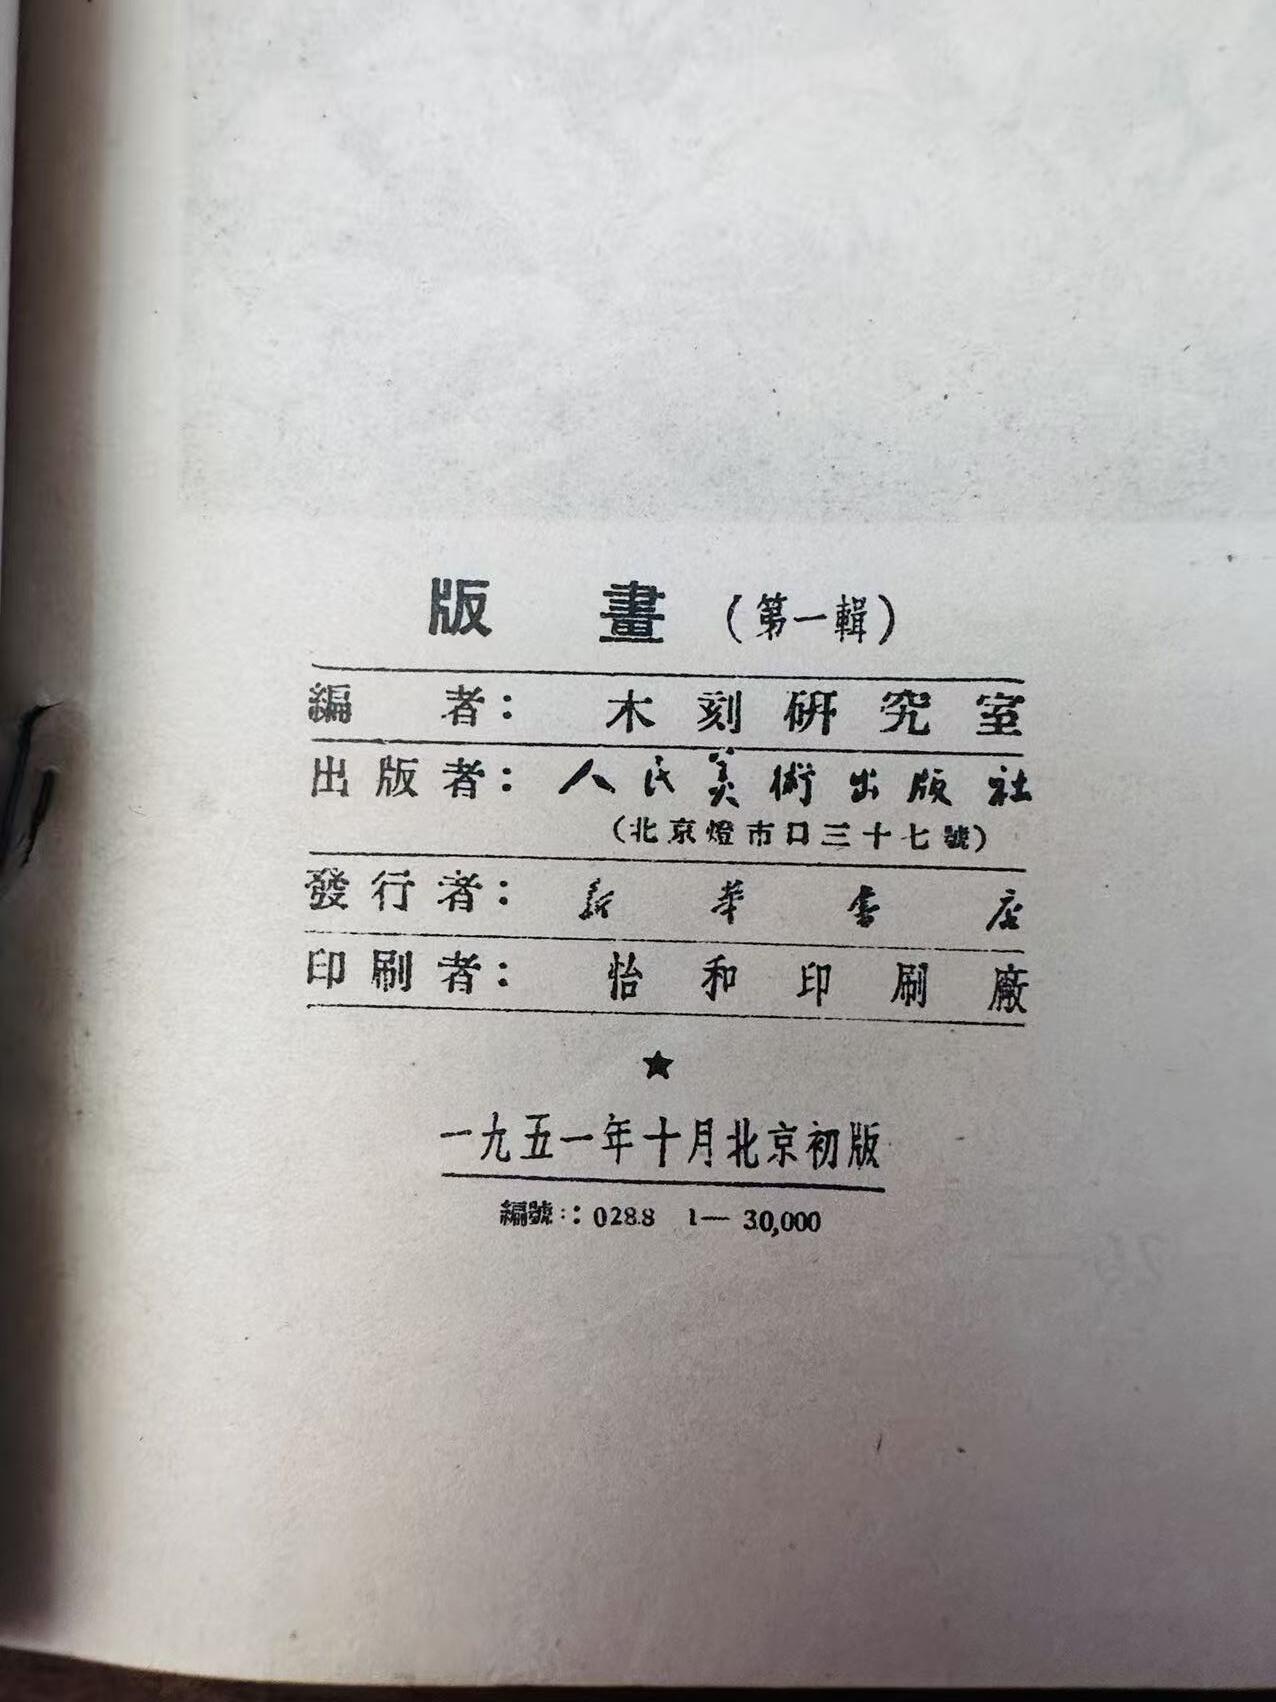 版畫（第一輯）
編者：木刻研究室
出版者：人民美術出版社
（北京燈市口三十七號）
發行者：新華書店
印刷者：怡和印刷廠
★
一九五一年十月北京初版
編號：：0288 1—30,000